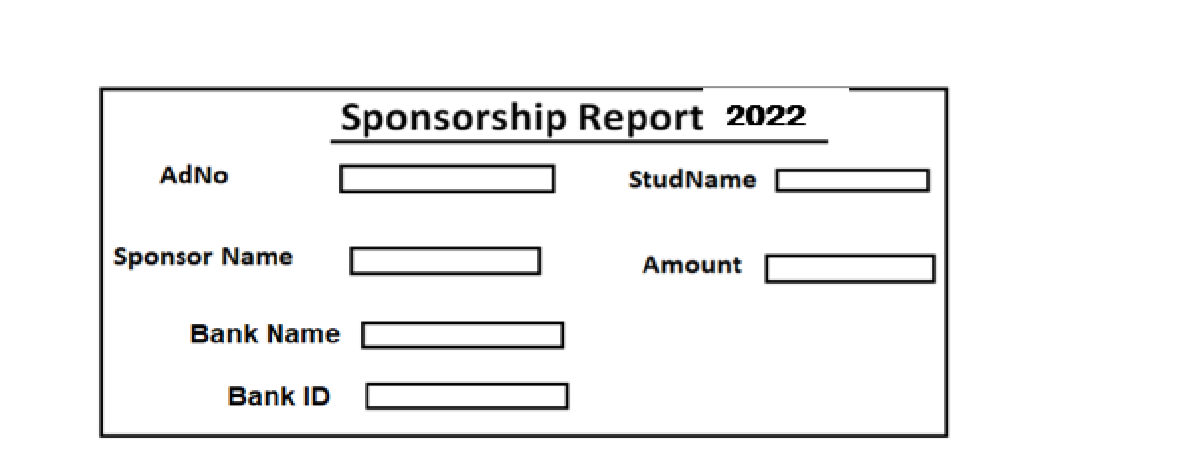 Sponsorship Report 2022
AdNo StudName
Sponsor Name Amount
Bank Name
Bank ID